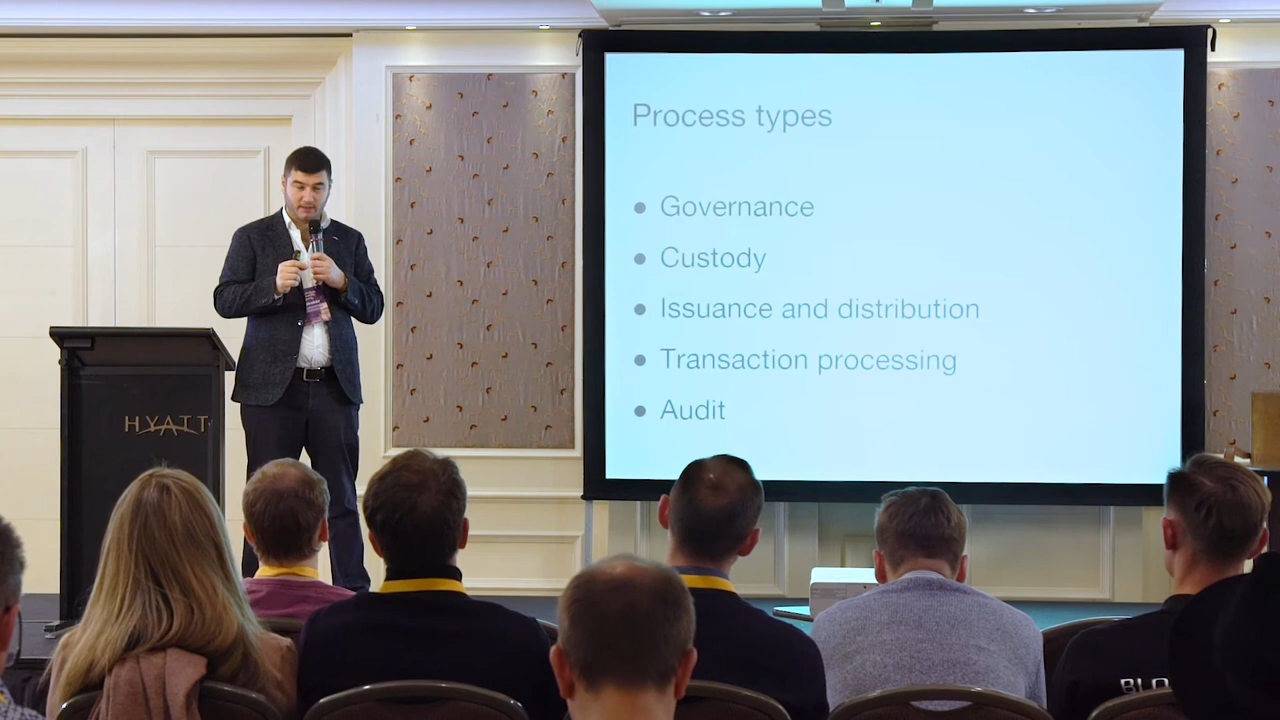 Process types
● Governance
● Custody
● Issuance and distribution
● Transaction processing
● Audit
HYATT
BLO